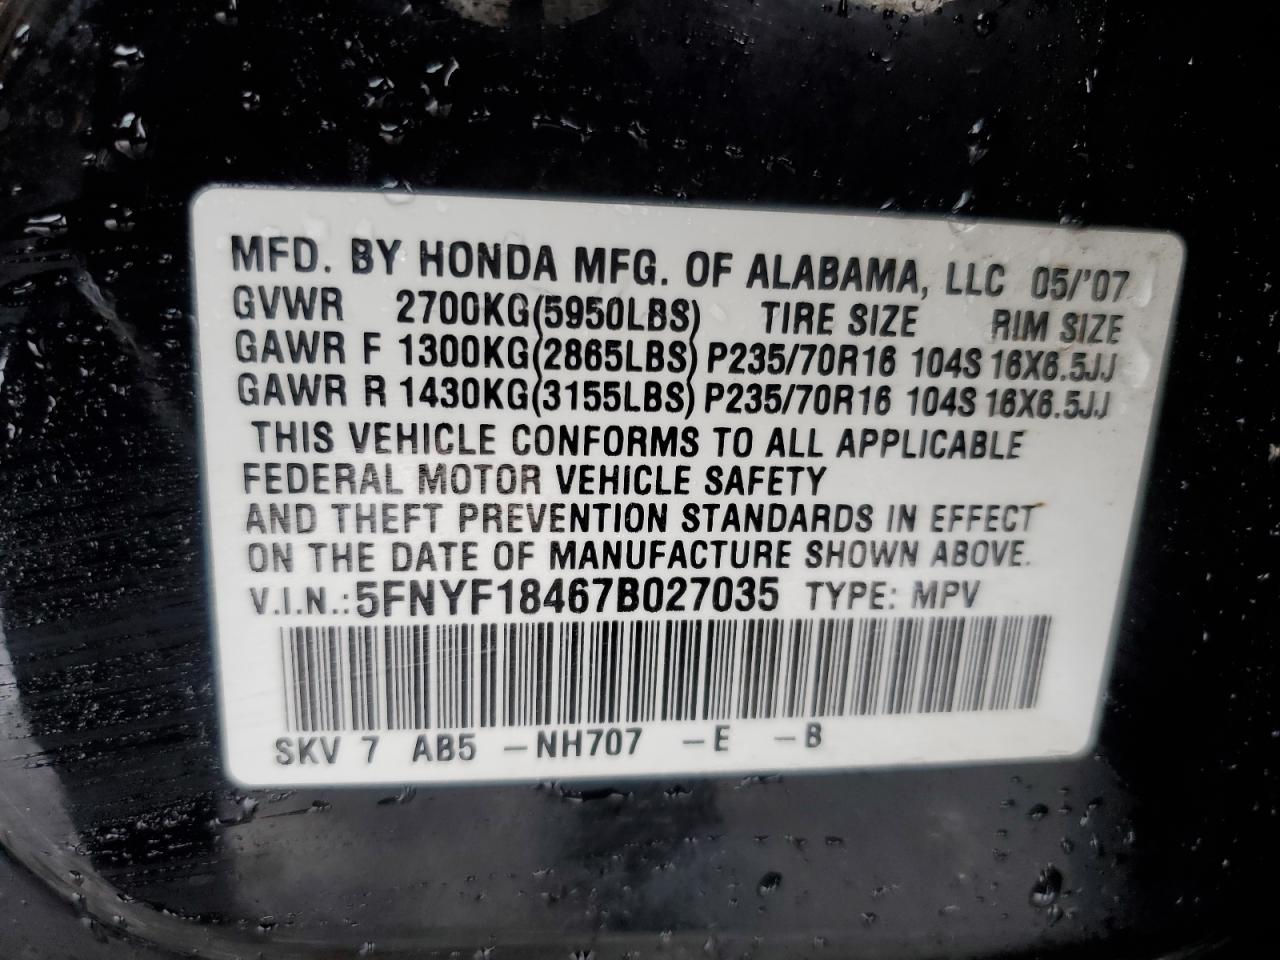 MFD. BY HONDA MFG. OF ALABAMA, LLC 05/'07
GVWR 2700KG(5950LBS) TIRE SIZE RIM SIZE
GAWR F 1300KG(2865LBS) P235/70R16 104S 16X6.5JJ
GAWR R 1430KG(3155LBS) P235/70R16 104S 16X6.5JJ
THIS VEHICLE CONFORMS TO ALL APPLICABLE
FEDERAL MOTOR VEHICLE SAFETY
AND THEFT PREVENTION STANDARDS IN EFFECT
ON THE DATE OF MANUFACTURE SHOWN ABOVE.
V.I.N.:5FNYF18467B027035 TYPE: MPV
SKV 7 AB5 -NH707 -E -B